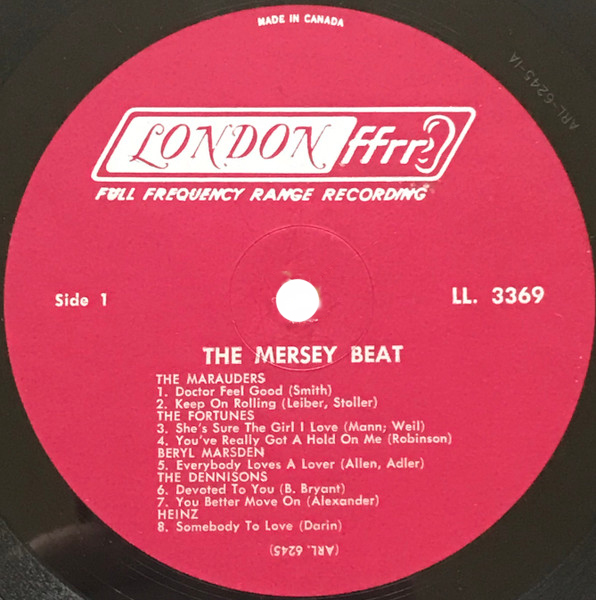 MADE IN CANADA
ARL-6245-1A
LONDON ffrr
FULL FREQUENCY RANGE RECORDING
Side 1
LL. 3369
THE MERSEY BEAT
THE MARAUDERS
1. Doctor Feel Good (Smith)
2. Keep On Rolling (Leiber, Stoller)
THE FORTUNES
3. She's Sure The Girl I Love (Mann; Weil)
4. You've Really Got A Hold On Me (Robinson)
BERYL MARSDEN
5. Everybody Loves A Lover (Allen, Adler)
THE DENNISONS
6. Devoted To You (B. Bryant)
7. You Better Move On (Alexander)
HEINZ
8. Somebody To Love (Darin)
(ARL. 6245)